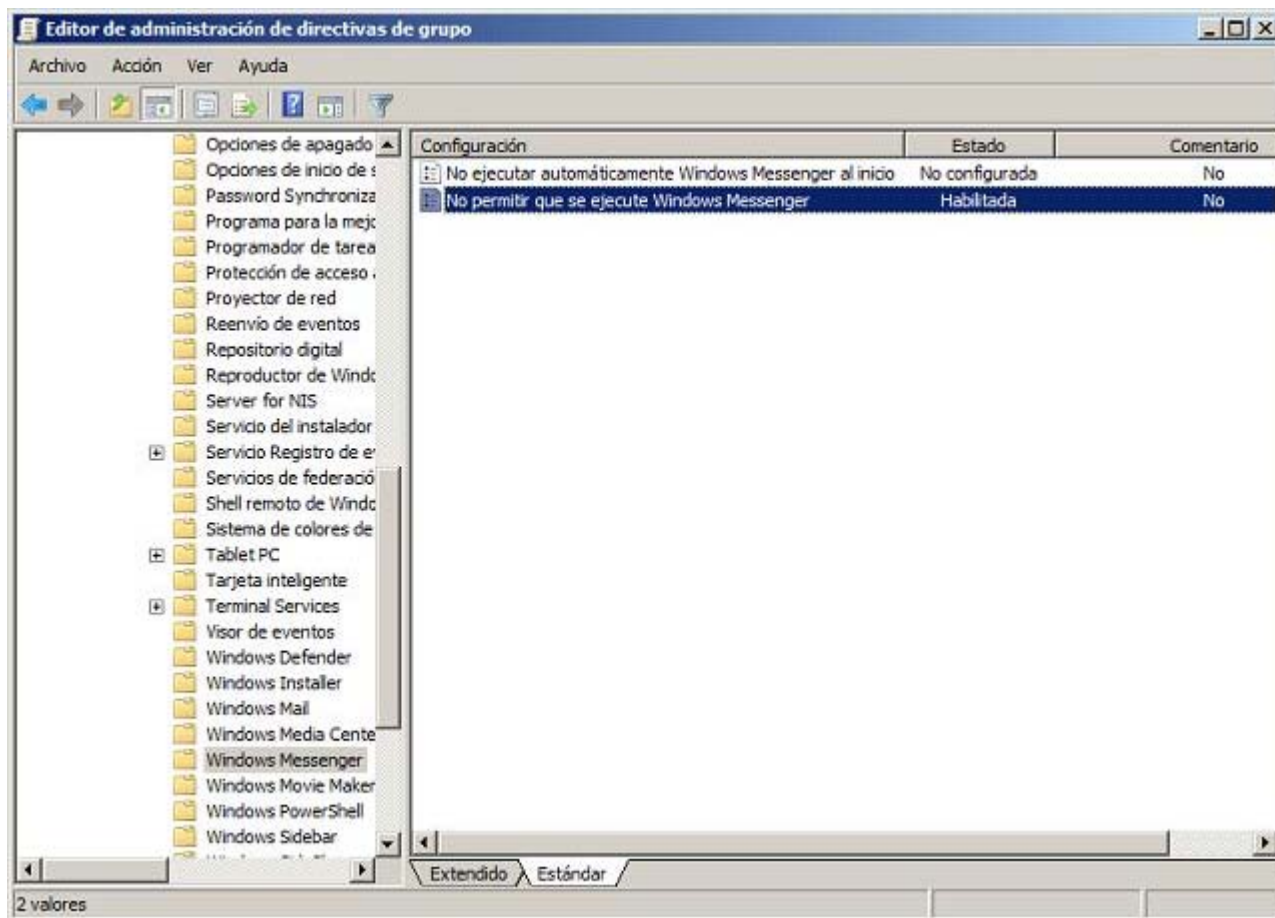 Editor de administración de directivas de grupo
Archivo Acción Ver Ayuda
Opciones de apagado
Opciones de inicio de s
Password Synchroniza
Programa para la mejo
Programador de tarea
Protección de acceso
Proyector de red
Reenvío de eventos
Repositorio digital
Reproductor de Windo
Server for NIS
Servicio del instalador
Servicio Registro de e
Servicios de federació
Shell remoto de Windo
Sistema de colores de
Tablet PC
Tarjeta inteligente
Terminal Services
Visor de eventos
Windows Defender
Windows Installer
Windows Mail
Windows Media Cente
Windows Messenger
Windows Movie Maker
Windows PowerShell
Windows Sidebar
Configuración Estado Comentario
No ejecutar automáticamente Windows Messenger al inicio No configurada No
No permitir que se ejecute Windows Messenger Habilitada No
Extendido Estándar
2 valores